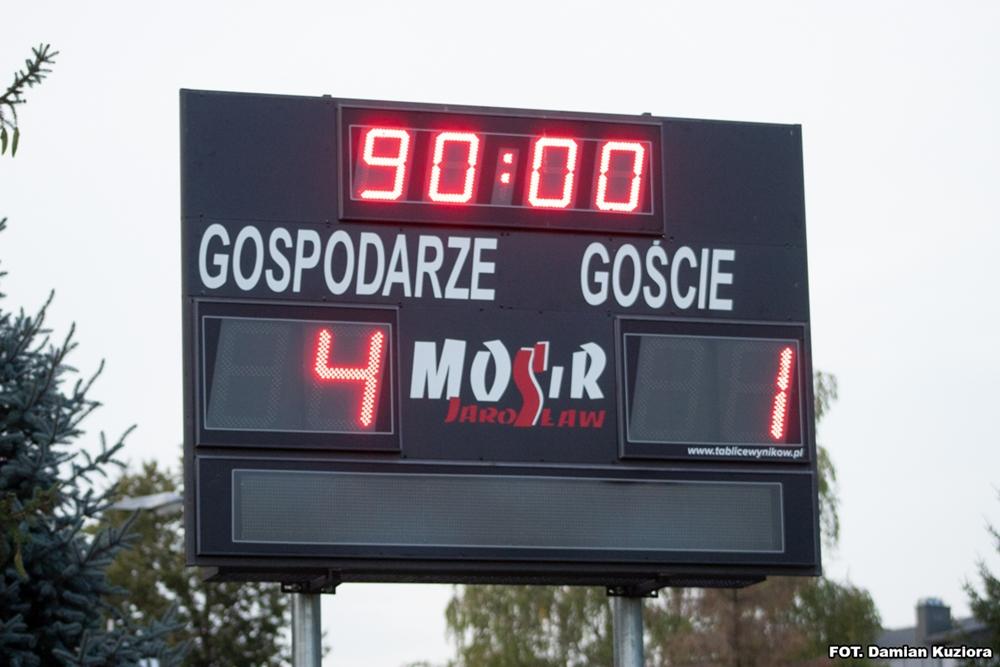 90:00
GOSPODARZE GOŚCIE
4 1
MOSiR
JAROSŁAW
www.tablicewynikow.pl
FOT. Damian Kuziora